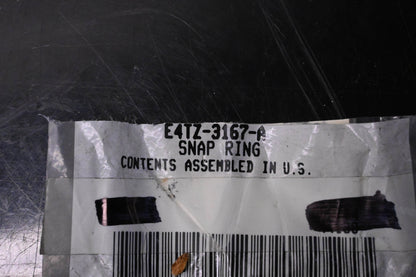 E4TZ-3167-A
SNAP RING
CONTENTS ASSEMBLED IN U.S.